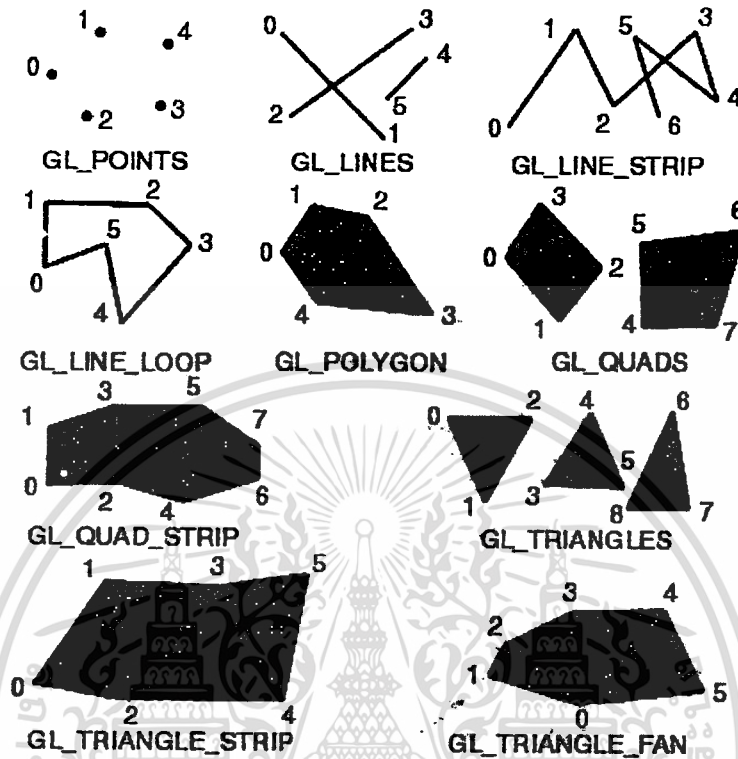 1 4 0 3 2
GL_POINTS
0 3 4 2 5 1
GL_LINES
1 5 3 0 2 6 4
GL_LINE_STRIP
1 2 5 3 0 4
GL_LINE_LOOP
1 2 0 4 3
GL_POLYGON
3 5 6 0 2 1 4 7
GL_QUADS
1 3 5 7 0 2 4 6
GL_QUAD_STRIP
0 2 4 6 1 3 5 8 7
GL_TRIANGLES
1 3 5 0 2 4
GL_TRIANGLE_STRIP
3 4 2 1 5 0
GL_TRIANGLE_FAN